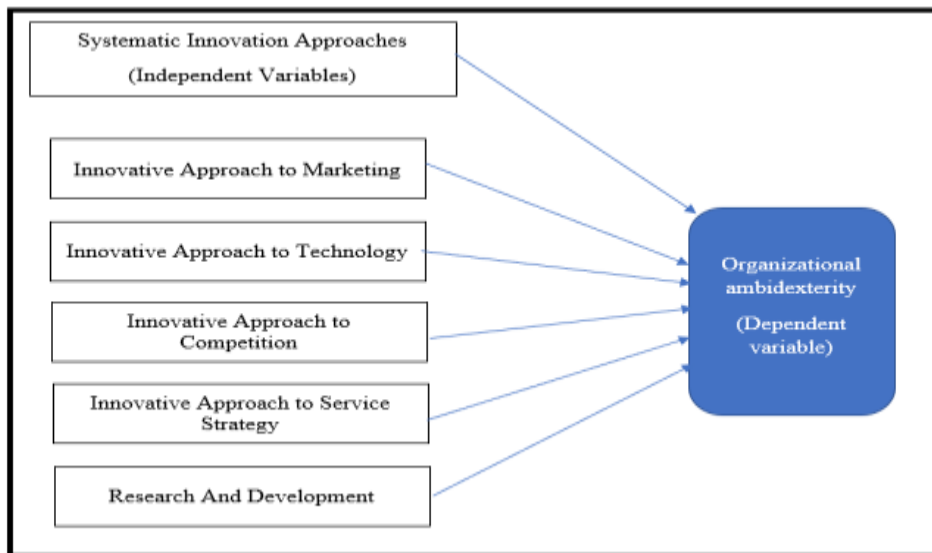 Systematic Innovation Approaches
(Independent Variables)
Innovative Approach to Marketing
Innovative Approach to Technology
Innovative Approach to
Competition
Innovative Approach to Service
Strategy
Research And Development
Organizational
ambidexterity
(Dependent
variable)